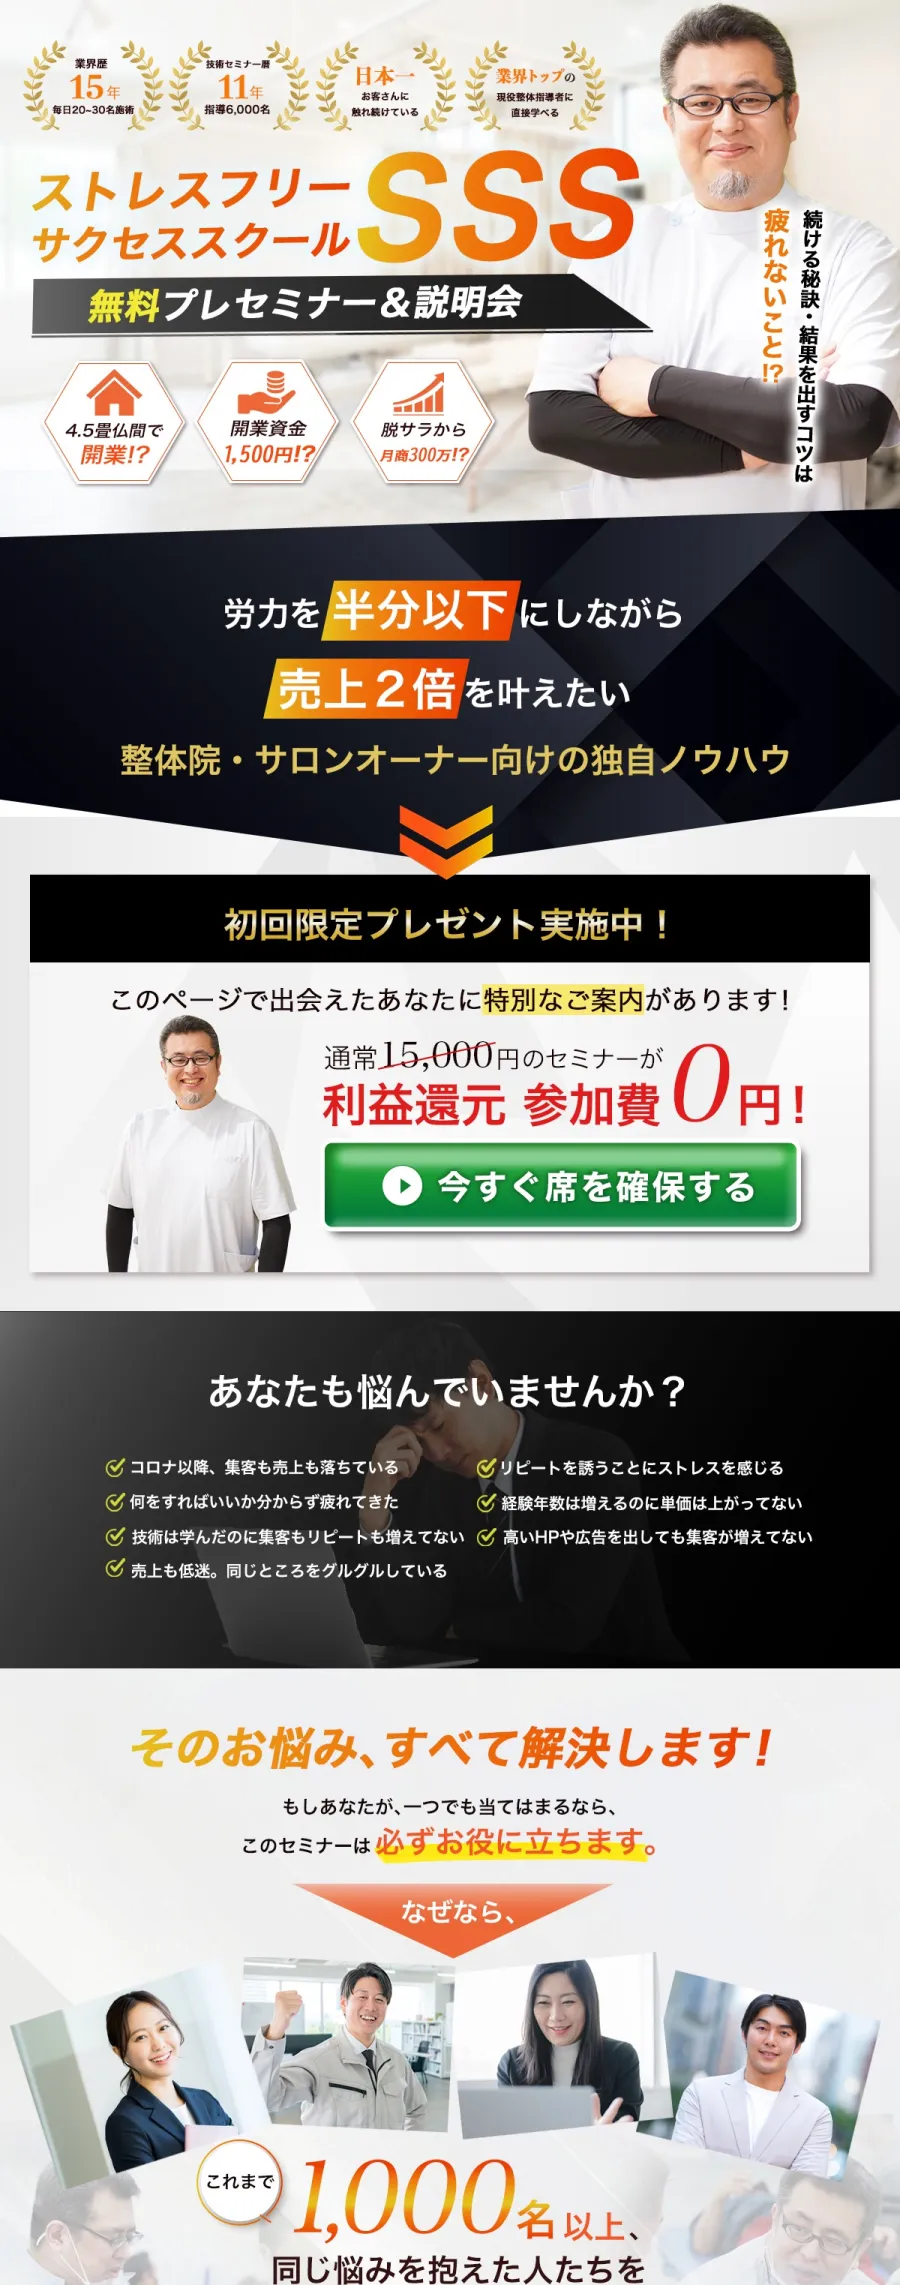 業界歴
15年
毎日20~30名施術
技術セミナー暦
11年
指導6,000名
日本一
お客さんに
触れ続けている
業界トップの
現役整体指導者に
直接学べる
ストレスフリー
サクセススクール
SSS
無料プレセミナー＆説明会
続ける秘訣・結果を出すコツは
疲れないこと!?
4.5畳仏間で
開業!?
開業資金
1,500円!?
脱サラから
月商300万!?
労力を半分以下にしながら
売上２倍を叶えたい
整体院・サロンオーナー向けの独自ノウハウ
初回限定プレゼント実施中！
このページで出会えたあなたに特別なご案内があります！
通常15,000円のセミナーが
利益還元 参加費0円！
今すぐ席を確保する
あなたも悩んでいませんか？
コロナ以降、集客も売上も落ちている
何をすればいいか分からず疲れてきた
技術は学んだのに集客もリピートも増えてない
売上も低迷。同じところをグルグルしている
リピートを誘うことにストレスを感じる
経験年数は増えるのに単価は上がってない
高いHPや広告を出しても集客が増えてない
そのお悩み、すべて解決します！
もしあなたが、一つでも当てはまるなら、
このセミナーは必ずお役に立ちます。
なぜなら、
これまで
1,000名以上、
同じ悩みを抱えた人たちを